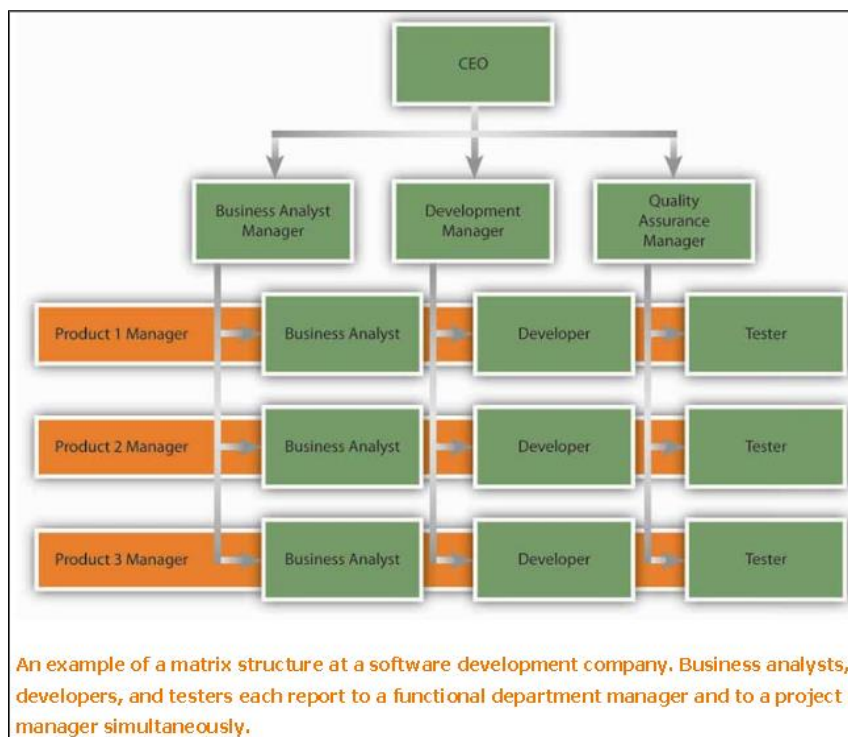 CEO
Business Analyst
Manager
Development
Manager
Quality
Assurance
Manager
Product 1 Manager
Business Analyst
Developer
Tester
Product 2 Manager
Business Analyst
Developer
Tester
Product 3 Manager
Business Analyst
Developer
Tester
An example of a matrix structure at a software development company. Business analysts,
developers, and testers each report to a functional department manager and to a project
manager simultaneously.